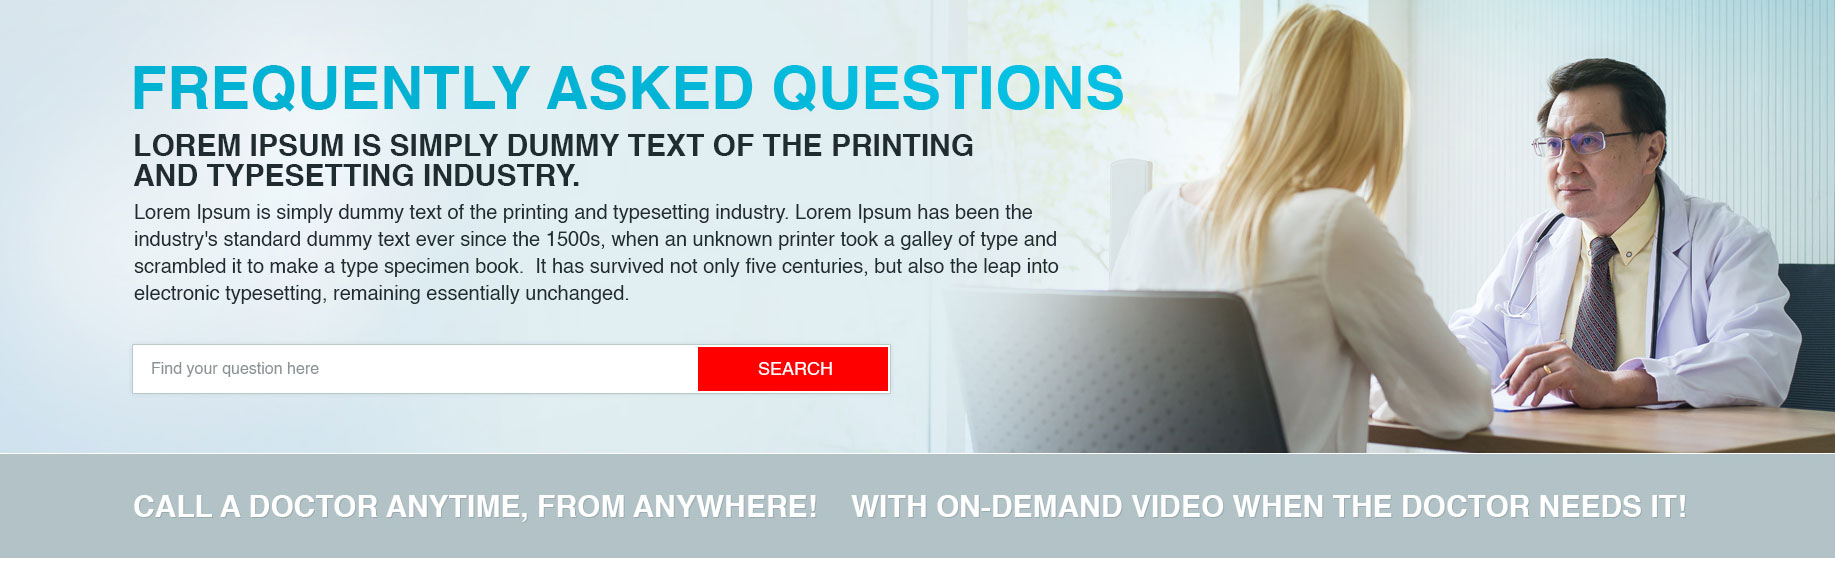 FREQUENTLY ASKED QUESTIONS
LOREM IPSUM IS SIMPLY DUMMY TEXT OF THE PRINTING
AND TYPESETTING INDUSTRY.
Lorem Ipsum is simply dummy text of the printing and typesetting industry. Lorem Ipsum has been the
industry's standard dummy text ever since the 1500s, when an unknown printer took a galley of type and
scrambled it to make a type specimen book.  It has survived not only five centuries, but also the leap into
electronic typesetting, remaining essentially unchanged.
Find your question here
SEARCH
CALL A DOCTOR ANYTIME, FROM ANYWHERE!    WITH ON-DEMAND VIDEO WHEN THE DOCTOR NEEDS IT!